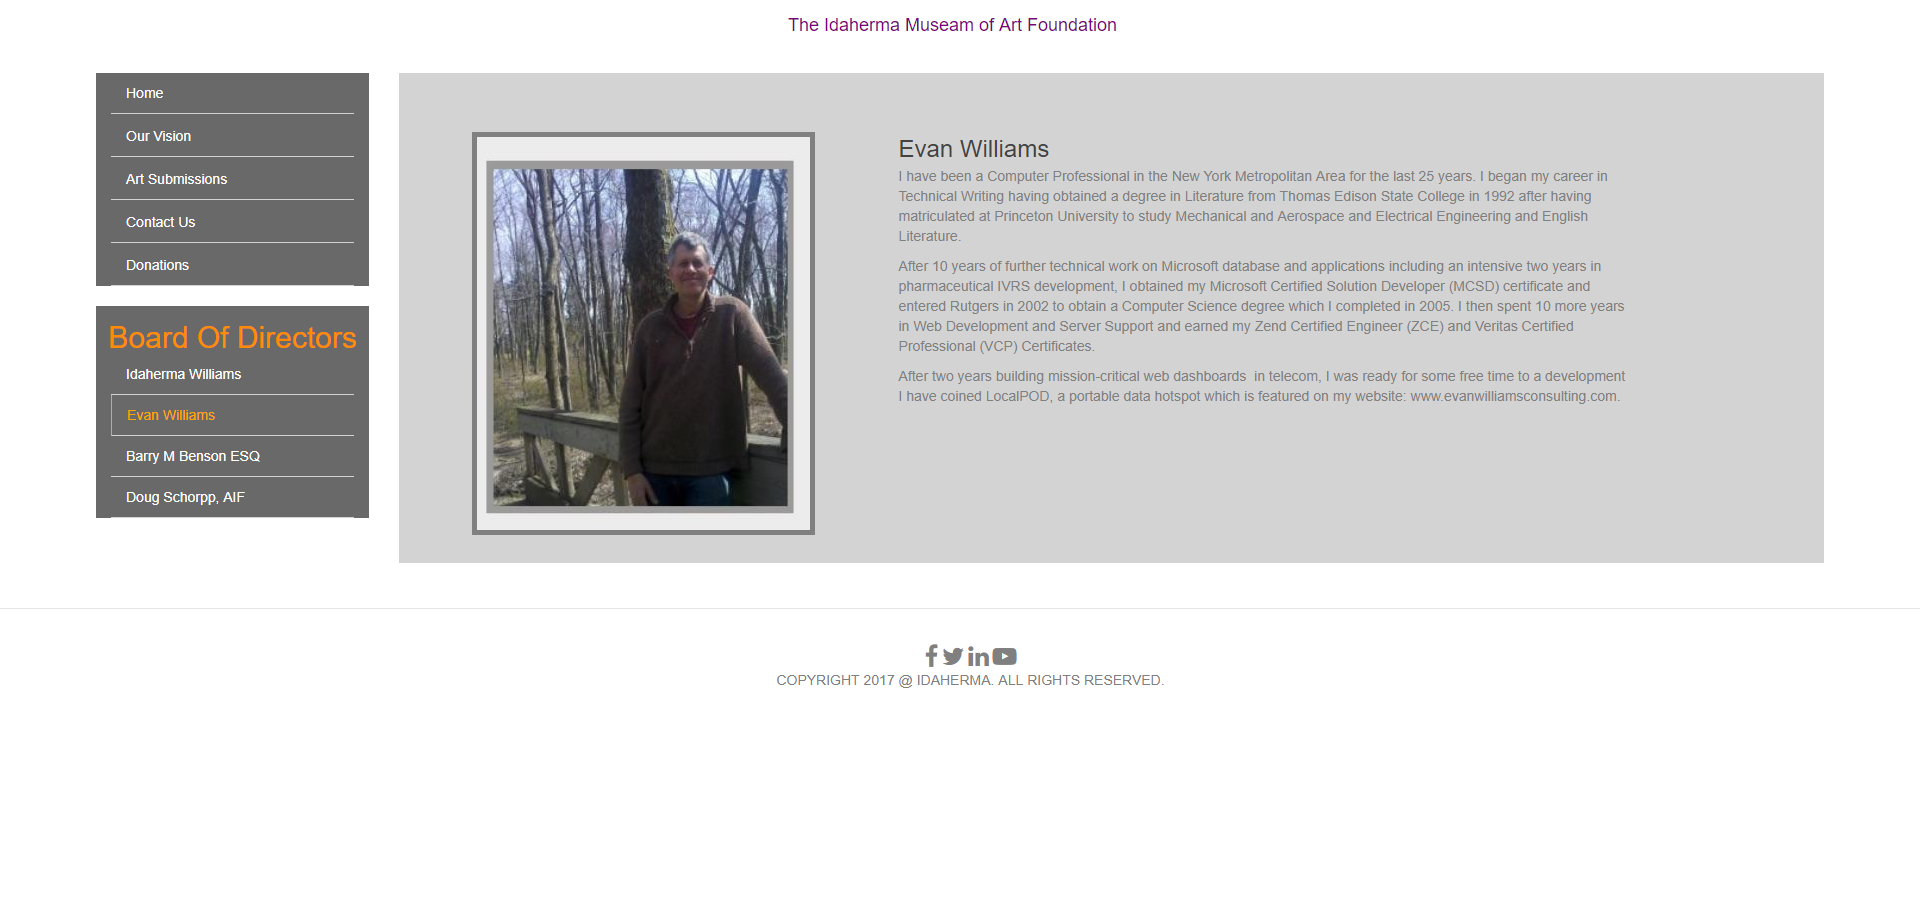 The Idaherma Museam of Art Foundation
Home
Our Vision
Art Submissions
Contact Us
Donations
Board Of Directors
Idaherma Williams
Evan Williams
Barry M Benson ESQ
Doug Schorpp, AIF
Evan Williams
I have been a Computer Professional in the New York Metropolitan Area for the last 25 years. I began my career in
Technical Writing having obtained a degree in Literature from Thomas Edison State College in 1992 after having
matriculated at Princeton University to study Mechanical and Aerospace and Electrical Engineering and English
Literature.
After 10 years of further technical work on Microsoft database and applications including an intensive two years in
pharmaceutical IVRS development, I obtained my Microsoft Certified Solution Developer (MCSD) certificate and
entered Rutgers in 2002 to obtain a Computer Science degree which I completed in 2005. I then spent 10 more years
in Web Development and Server Support and earned my Zend Certified Engineer (ZCE) and Veritas Certified
Professional (VCP) Certificates.
After two years building mission-critical web dashboards  in telecom, I was ready for some free time to a development
I have coined LocalPOD, a portable data hotspot which is featured on my website: www.evanwilliamsconsulting.com.
COPYRIGHT 2017 @ IDAHERMA. ALL RIGHTS RESERVED.